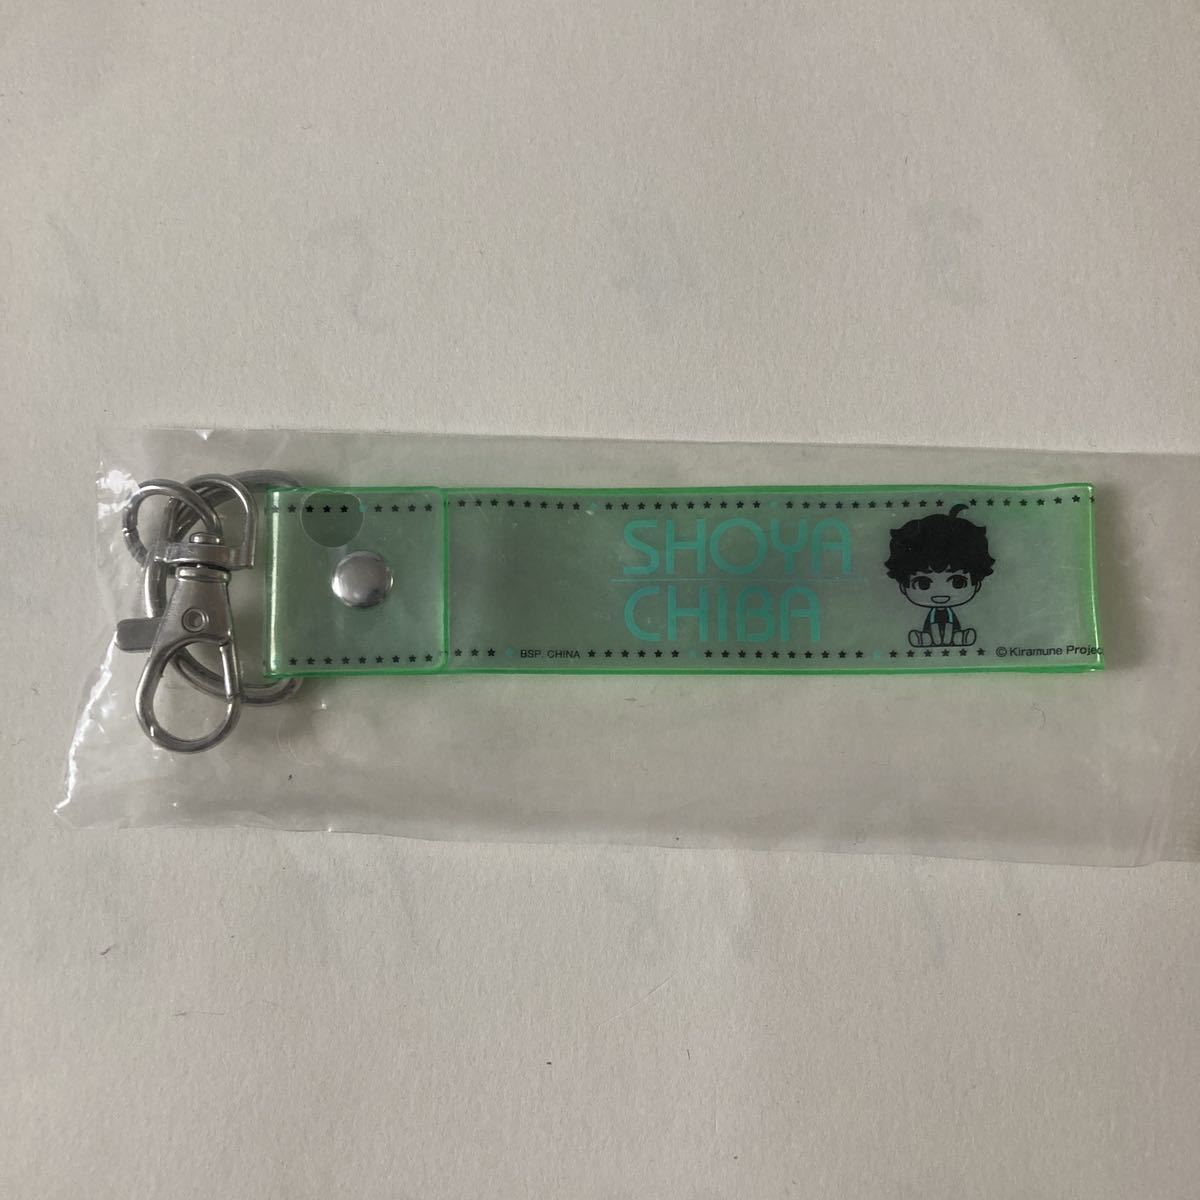 SHOYA
CHIBA
BSP. CHINA
©Kiramune Projec